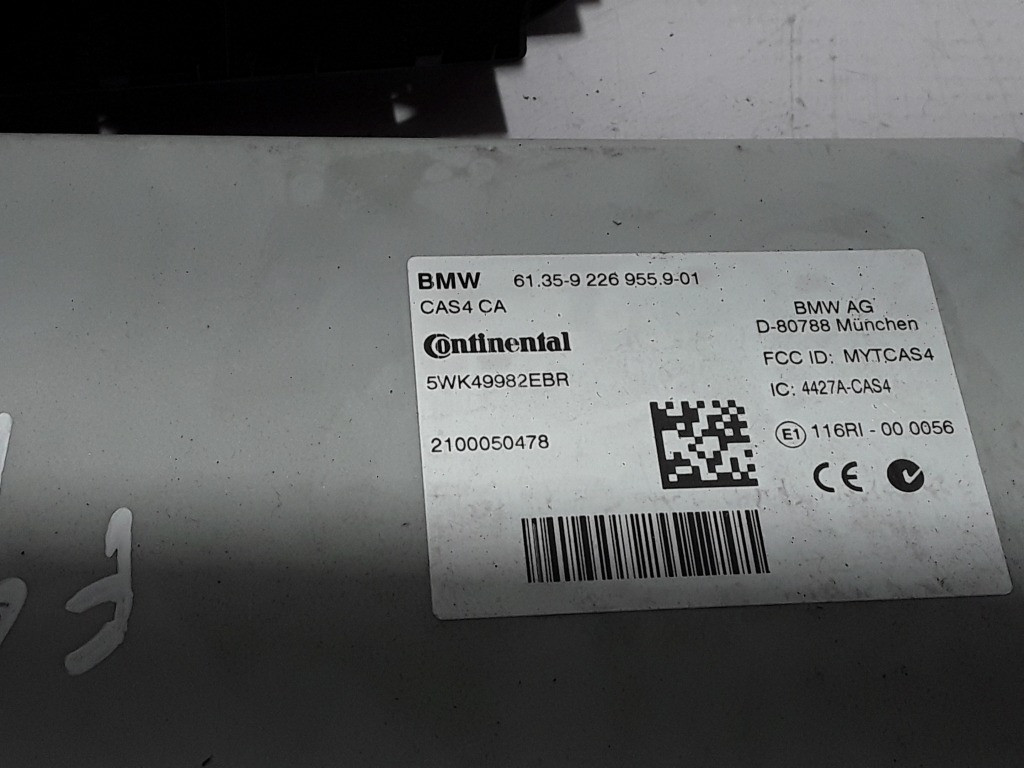 BMW 61.35-9 226 955.9-01
CAS4 CA
Continental
5WK49982EBR
2100050478
BMW AG
D-80788 München
FCC ID: MYTCAS4
IC: 4427A-CAS4
E1 116RI - 00 0056
CE